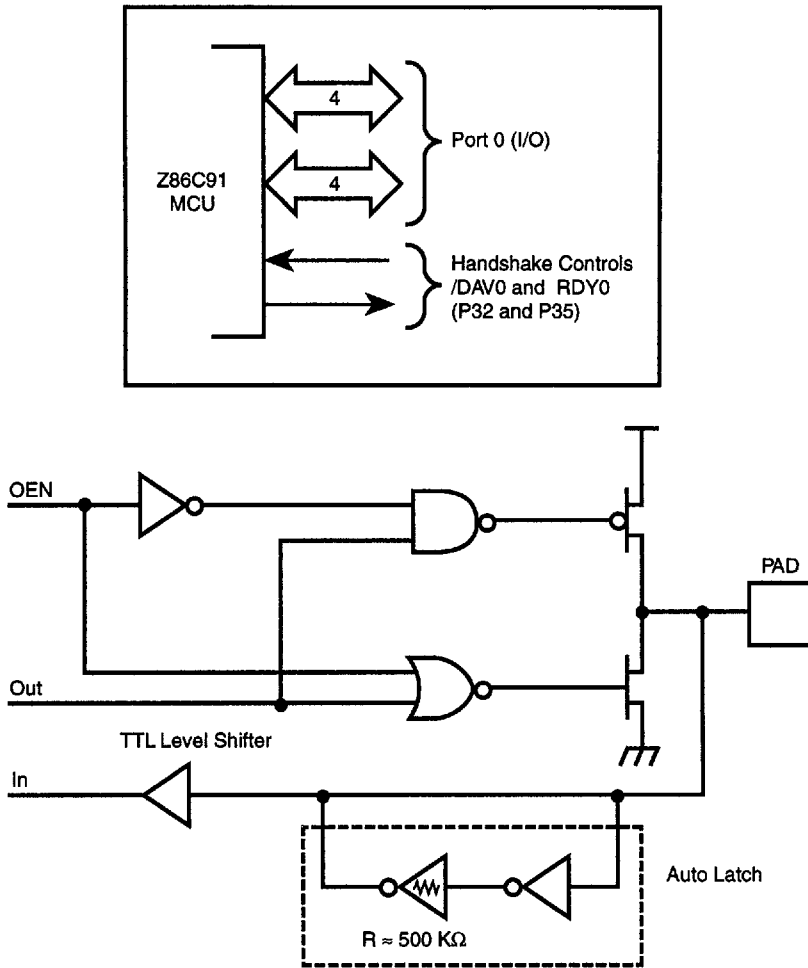 4
Port 0 (I/O)
Z86C91
MCU
4
Handshake Controls
/DAV0 and RDY0
(P32 and P35)
OEN
PAD
Out
TTL Level Shifter
In
Auto Latch
R ≈ 500 KΩ